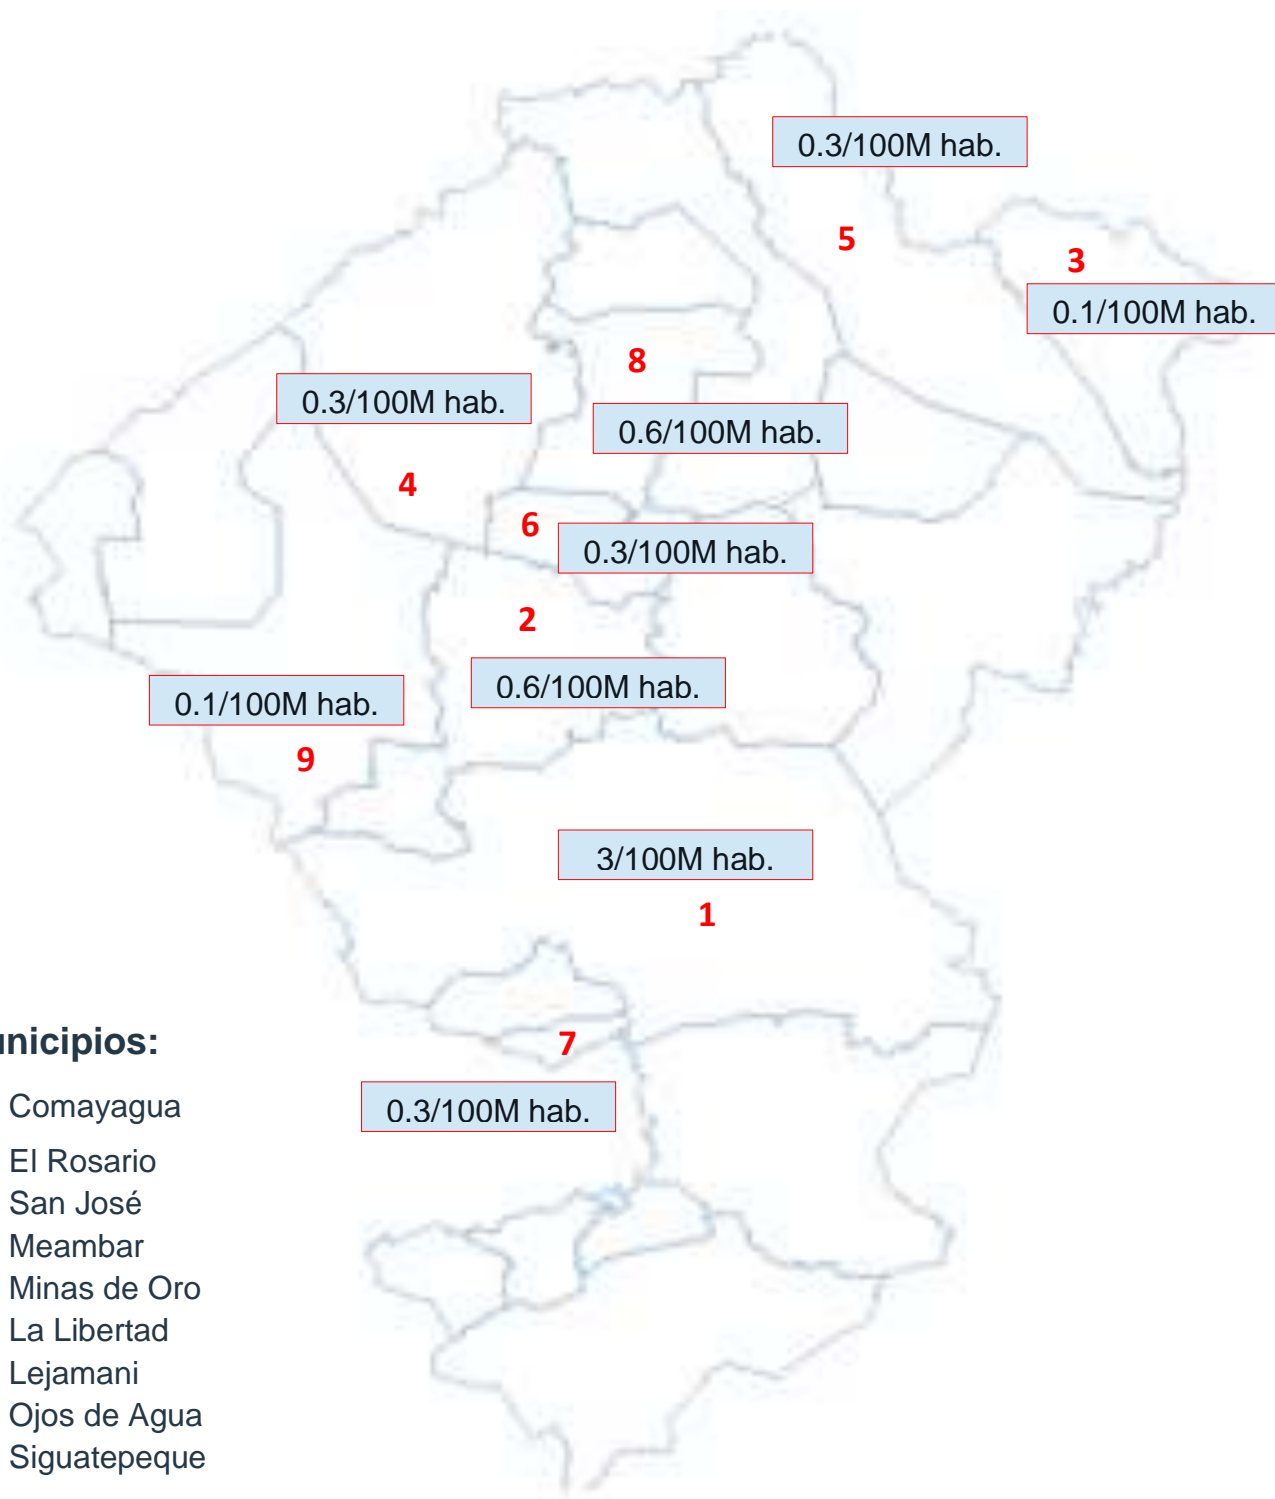 0.3/100M hab.
5
3
0.1/100M hab.
8
0.3/100M hab.
0.6/100M hab.
4
6
0.3/100M hab.
2
0.6/100M hab.
0.1/100M hab.
9
3/100M hab.
1
unicipios:
7
Comayagua
0.3/100M hab.
El Rosario
San José
Meambar
Minas de Oro
La Libertad
Lejamani
Ojos de Agua
Siguatepeque